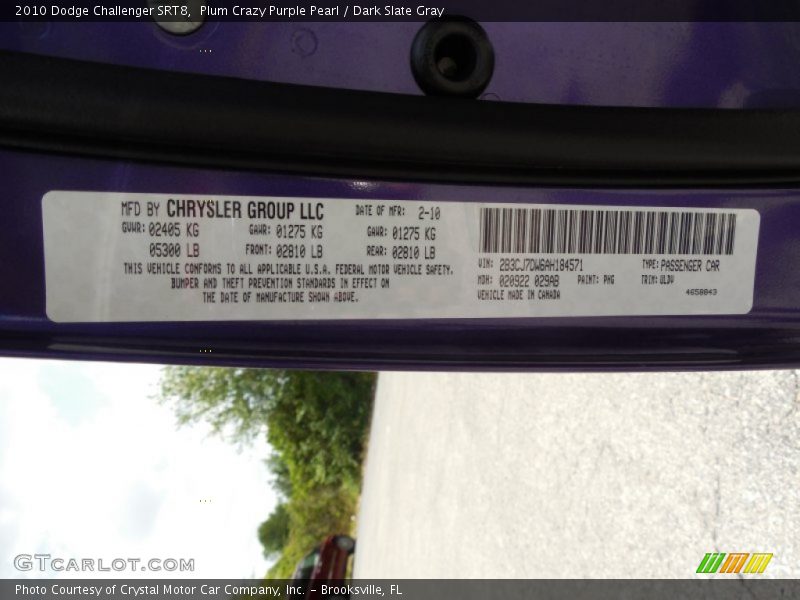 2010 Dodge Challenger SRT8, Plum Crazy Purple Pearl / Dark Slate Gray
MFD BY CHRYSLER GROUP LLC DATE OF MFR: 2-10
GVWR: 02405 KG GAWR: 01275 KG GAWR: 01275 KG
05300 LB FRONT: 02810 LB REAR: 02810 LB
THIS VEHICLE CONFORMS TO ALL APPLICABLE U.S.A. FEDERAL MOTOR VEHICLE SAFETY.
BUMPER AND THEFT PREVENTION STANDARDS IN EFFECT ON
THE DATE OF MANUFACTURE SHOWN ABOVE.
VIN: 2B3CJ7DW6AH184571 TYPE: PASSENGER CAR
MDH: 020922 029AB PAINT: PHG TRIM: ULDV
VEHICLE MADE IN CANADA 4658843
GTCARLOT.COM
Photo Courtesy of Crystal Motor Car Company, Inc. – Brooksville, FL